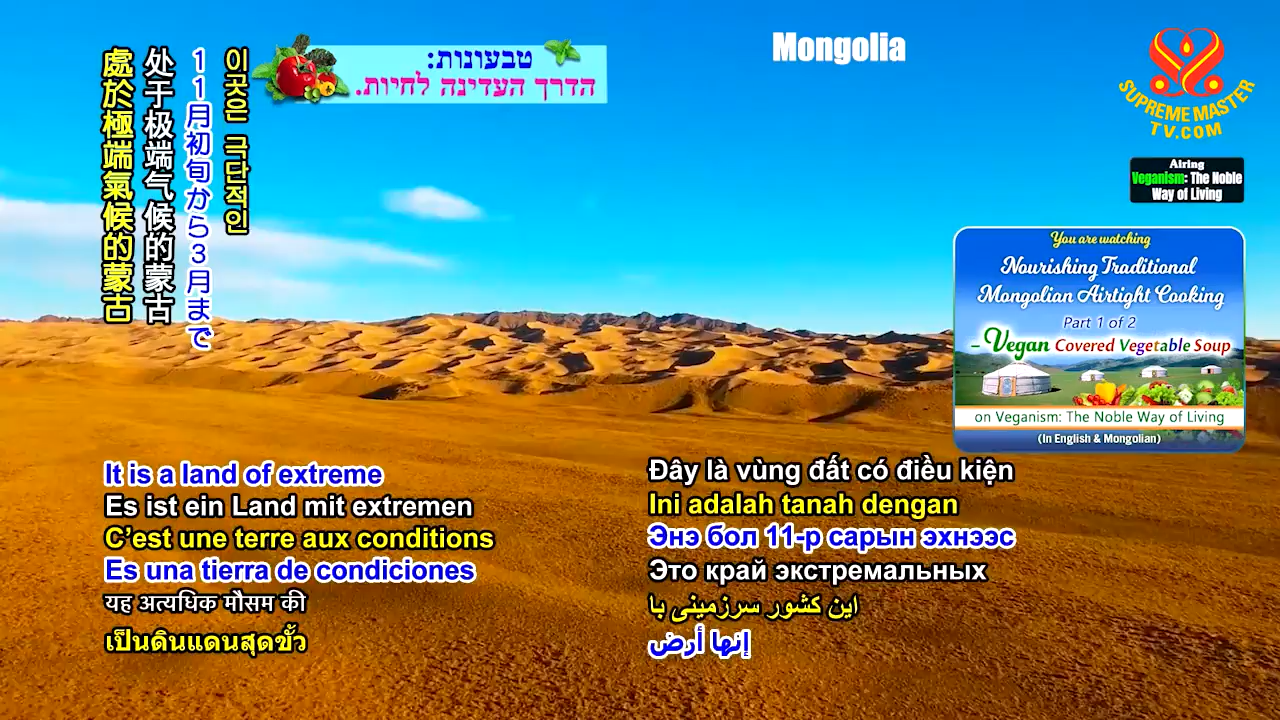 處於極端氣候的蒙古
处于极端气候的蒙古
11月初旬から3月まで
이곳은 극단적인
טבעונות:
הדרך העדינה לחיות.
Mongolia
SUPREME MASTER
TV.COM
Airing
Veganism: The Noble
Way of Living
You are watching
Nourishing Traditional
Mongolian Airtight Cooking
Part 1 of 2
– Vegan Covered Vegetable Soup
on Veganism: The Noble Way of Living
(In English & Mongolian)
It is a land of extreme
Es ist ein Land mit extremen
C’est une terre aux conditions
Es una tierra de condiciones
यह अत्यधिक मौसम की
เป็นดินแดนสุดขั้ว
Đây là vùng đất có điều kiện
Ini adalah tanah dengan
Энэ бол 11-р сарын эхнээс
Это край экстремальных
این کشور سرزمینی با
إنها أرض